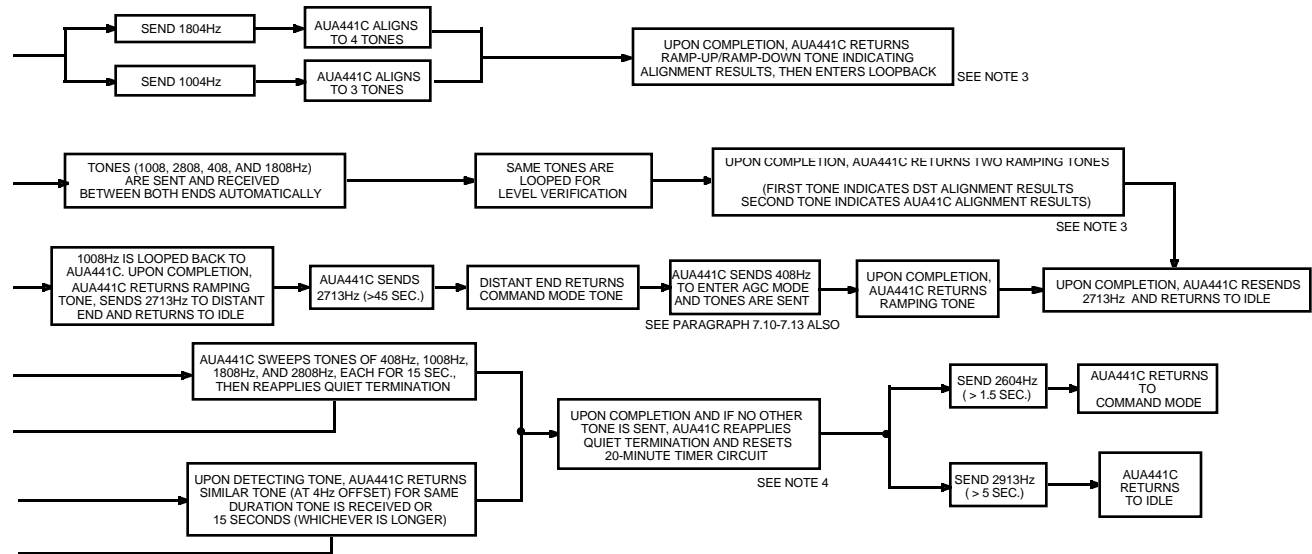 SEND 1804Hz
AUA441C ALIGNS
TO 4 TONES
SEND 1004Hz
AUA441C ALIGNS
TO 3 TONES
UPON COMPLETION, AUA441C RETURNS
RAMP-UP/RAMP-DOWN TONE INDICATING
ALIGNMENT RESULTS, THEN ENTERS LOOPBACK
SEE NOTE 3
TONES (1008, 2808, 408, AND 1808Hz)
ARE SENT AND RECEIVED
BETWEEN BOTH ENDS AUTOMATICALLY
SAME TONES ARE
LOOPED FOR
LEVEL VERIFICATION
UPON COMPLETION, AUA441C RETURNS TWO RAMPING TONES
(FIRST TONE INDICATES DST ALIGNMENT RESULTS
SECOND TONE INDICATES AUA41C ALIGNMENT RESULTS)
SEE NOTE 3
1008Hz IS LOOPED BACK TO
AUA441C. UPON COMPLETION,
AUA441C RETURNS RAMPING
TONE, SENDS 2713Hz TO DISTANT
END AND RETURNS TO IDLE
AUA441C SENDS
2713Hz (>45 SEC.)
DISTANT END RETURNS
COMMAND MODE TONE
AUA441C SENDS 408Hz
TO ENTER AGC MODE
AND TONES ARE SENT
SEE PARAGRAPH 7.10-7.13 ALSO
UPON COMPLETION,
AUA441C RETURNS
RAMPING TONE
UPON COMPLETION, AUA441C RESENDS
2713Hz AND RETURNS TO IDLE
AUA441C SWEEPS TONES OF 408Hz, 1008Hz,
1808Hz, AND 2808Hz, EACH FOR 15 SEC.,
THEN REAPPLIES QUIET TERMINATION
UPON DETECTING TONE, AUA441C RETURNS
SIMILAR TONE (AT 4Hz OFFSET) FOR SAME
DURATION TONE IS RECEIVED OR
15 SECONDS (WHICHEVER IS LONGER)
UPON COMPLETION AND IF NO OTHER
TONE IS SENT, AUA41C REAPPLIES
QUIET TERMINATION AND RESETS
20-MINUTE TIMER CIRCUIT
SEE NOTE 4
SEND 2604Hz
( > 1.5 SEC.)
AUA441C RETURNS
TO
COMMAND MODE
SEND 2913Hz
( > 5 SEC.)
AUA441C
RETURNS
TO IDLE